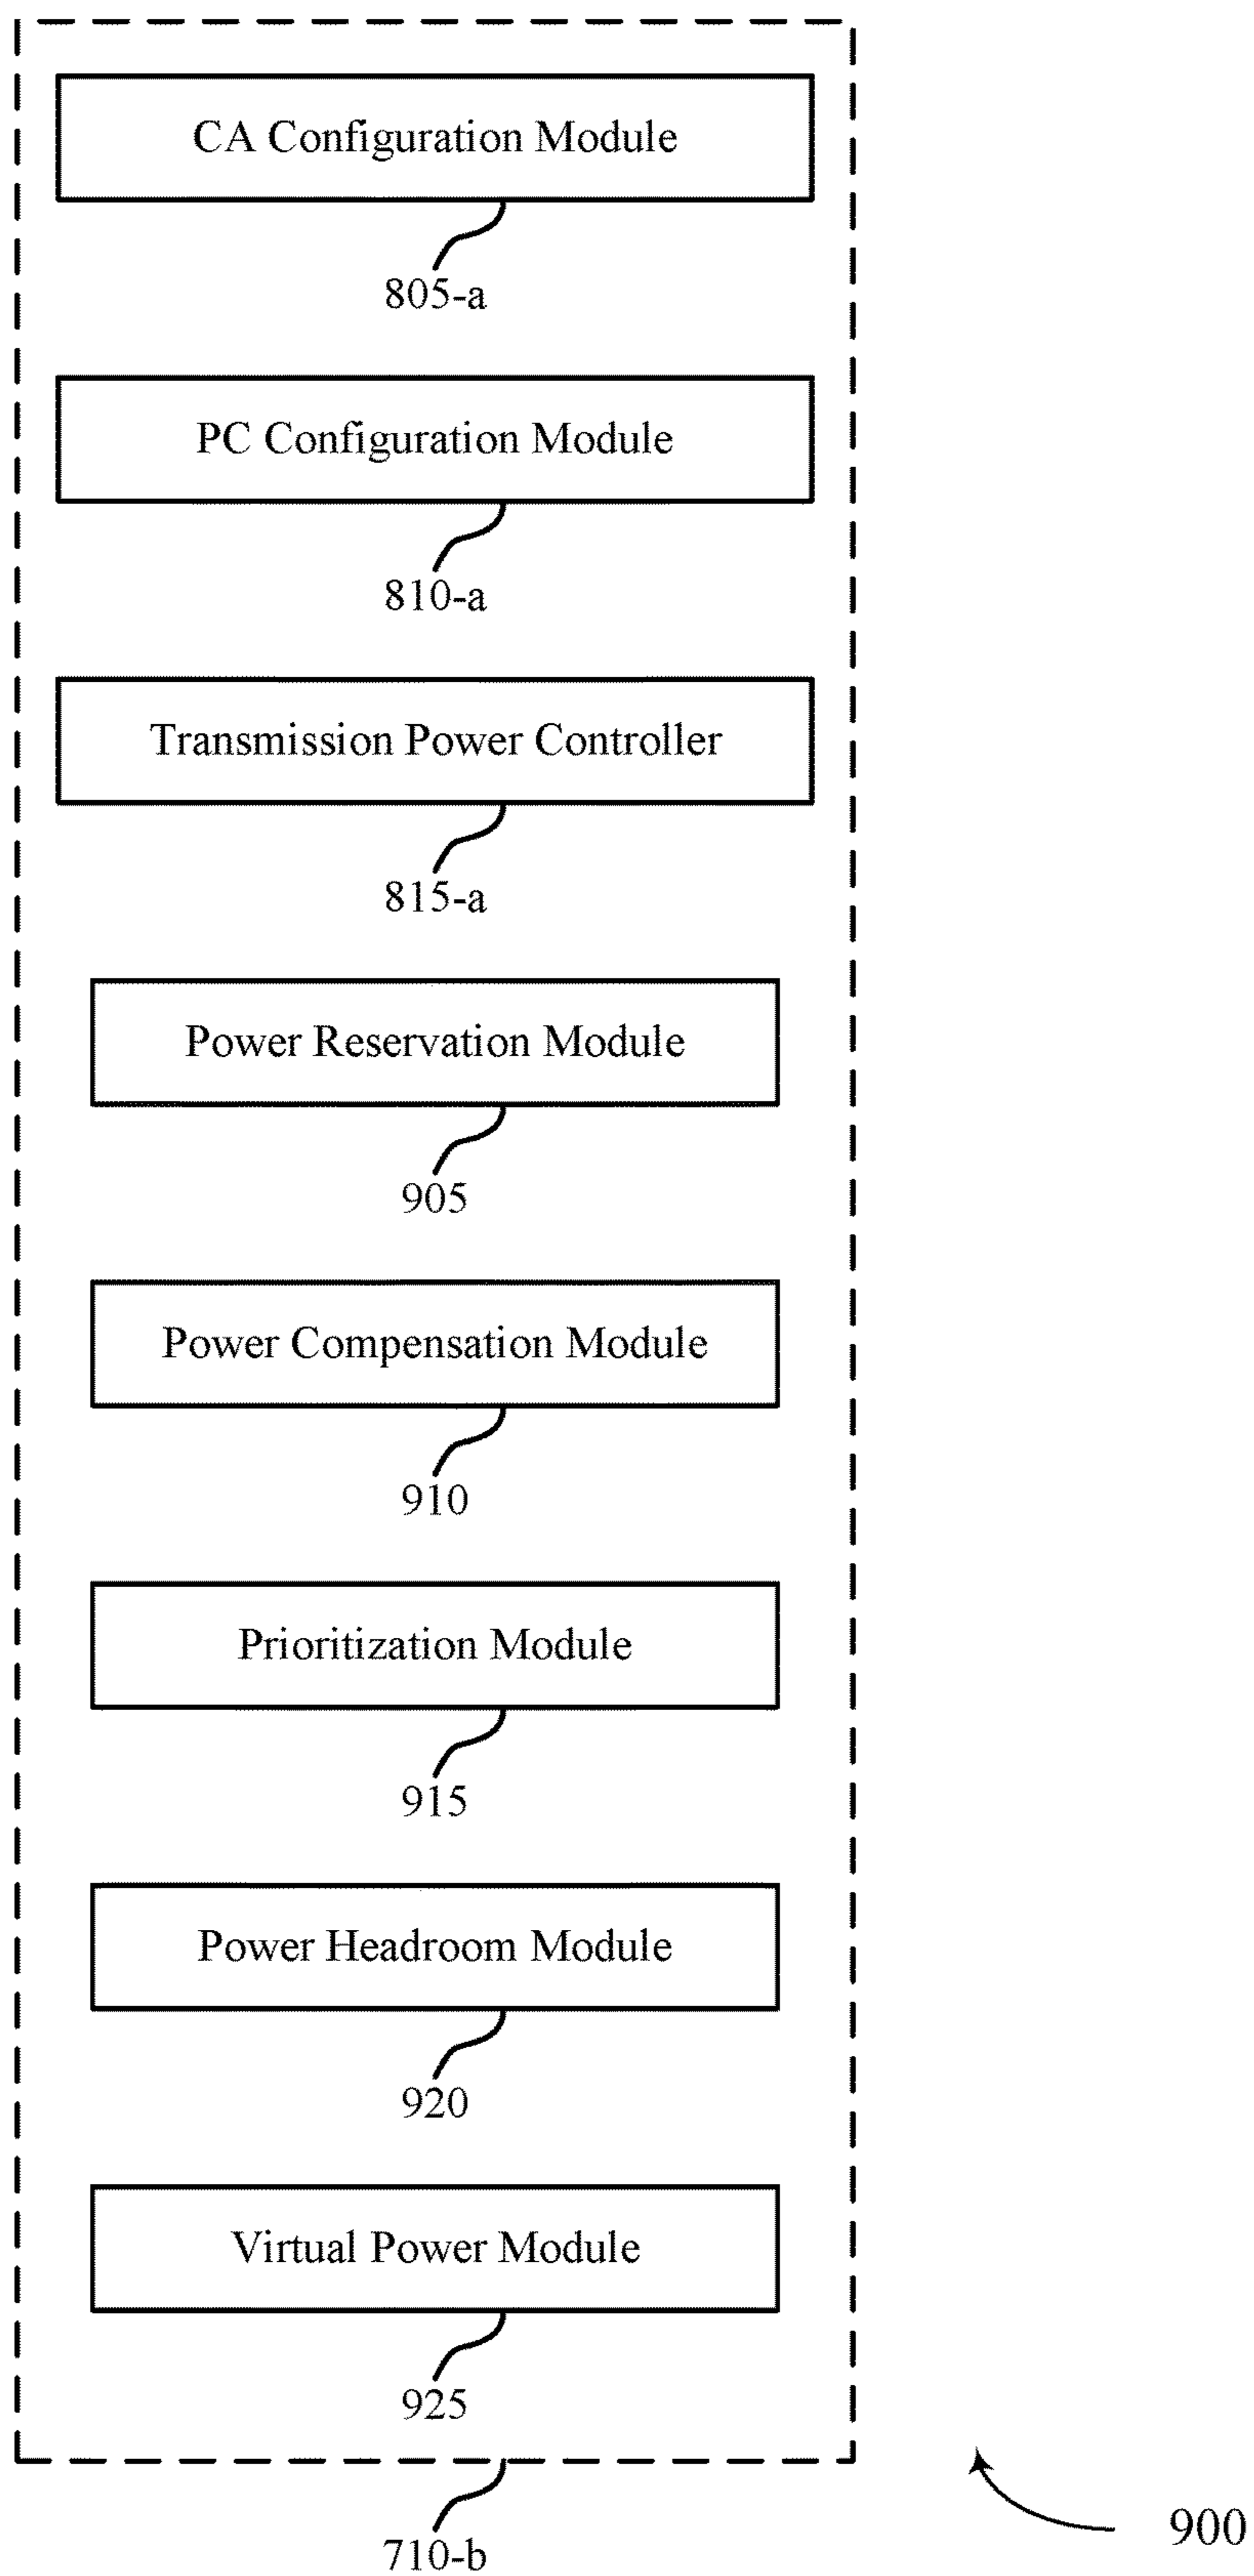 CA Configuration Module
805-a
PC Configuration Module
810-a
Transmission Power Controller
815-a
Power Reservation Module
905
Power Compensation Module
910
Prioritization Module
915
Power Headroom Module
920
Virtual Power Module
925
710-b
900